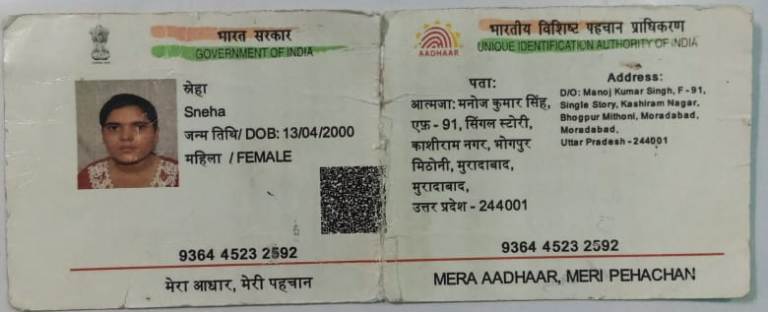 भारत सरकार
GOVERNMENT OF INDIA
स्नेहा
Sneha
जन्म तिथि/ DOB: 13/04/2000
महिला / FEMALE
9364 4523 2592
मेरा आधार, मेरी पहचान
भारतीय विशिष्ट पहचान प्राधिकरण
UNIQUE IDENTIFICATION AUTHORITY OF INDIA
AADHAAR
पता:
आत्मजा: मनोज कुमार सिंह,
एफ़ - 91, सिंगल स्टोरी,
काशीराम नगर, भोगपुर
मिठोनी, मुरादाबाद,
मुरादाबाद,
उत्तर प्रदेश - 244001
Address:
D/O: Manoj Kumar Singh, F - 91,
Single Story, Kashiram Nagar,
Bhogpur Mithoni, Moradabad,
Moradabad,
Uttar Pradesh - 244001
9364 4523 2592
MERA AADHAAR, MERI PEHACHAN